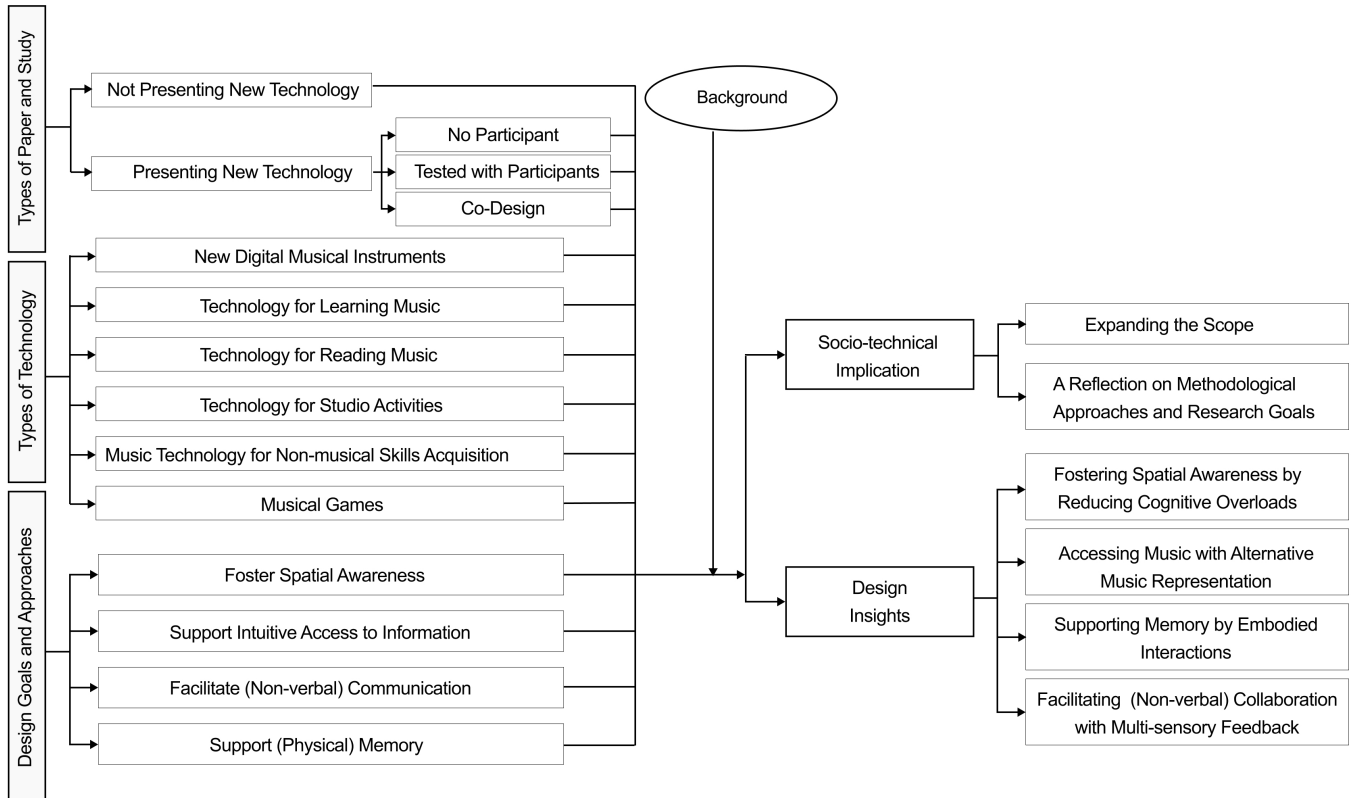 Types of Paper and Study
Not Presenting New Technology
Presenting New Technology
No Participant
Tested with Participants
Co-Design
Background
Types of Technology
New Digital Musical Instruments
Technology for Learning Music
Technology for Reading Music
Technology for Studio Activities
Music Technology for Non-musical Skills Acquisition
Musical Games
Design Goals and Approaches
Foster Spatial Awareness
Support Intuitive Access to Information
Facilitate (Non-verbal) Communication
Support (Physical) Memory
Socio-technical
Implication
Design
Insights
Expanding the Scope
A Reflection on Methodological
Approaches and Research Goals
Fostering Spatial Awareness by
Reducing Cognitive Overloads
Accessing Music with Alternative
Music Representation
Supporting Memory by Embodied
Interactions
Facilitating (Non-verbal) Collaboration
with Multi-sensory Feedback